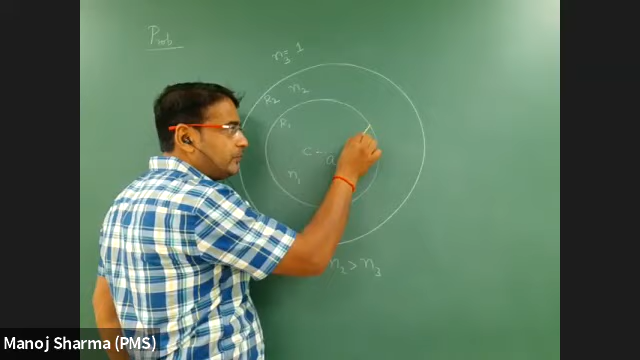 Prob
n₃ = 1
R₂ n₂
R₁
C
a
n₁
n₂ > n₃
Manoj Sharma (PMS)